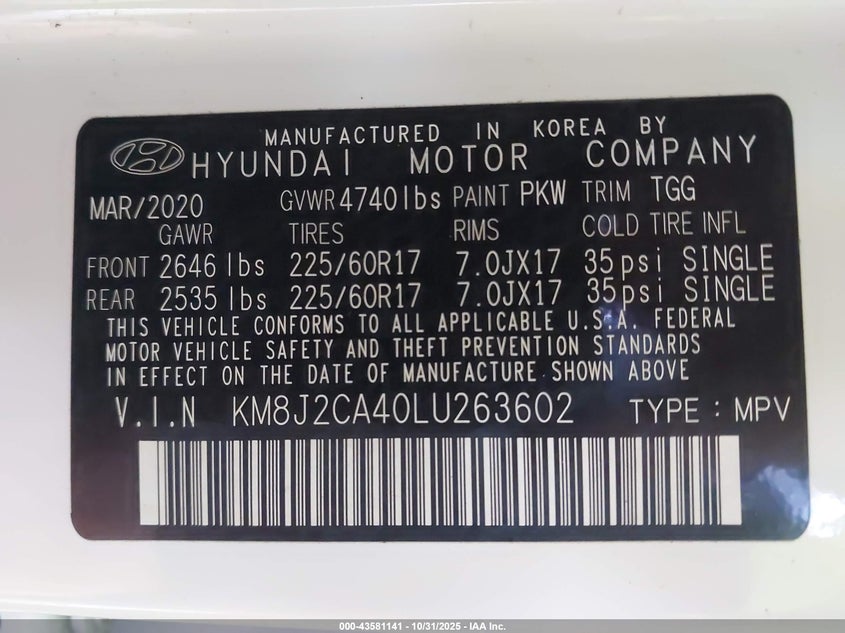 MANUFACTURED IN KOREA BY
HYUNDAI MOTOR COMPANY
MAR/2020 GVWR 4740lbs PAINT PKW TRIM TGG
GAWR TIRES RIMS COLD TIRE INFL
FRONT 2646 lbs 225/60R17 7.0JX17 35psi SINGLE
REAR 2535 lbs 225/60R17 7.0JX17 35psi SINGLE
THIS VEHICLE CONFORMS TO ALL APPLICABLE U.S.A. FEDERAL
MOTOR VEHICLE SAFETY AND THEFT PREVENTION STANDARDS
IN EFFECT ON THE DATE OF MANUFACTURE SHOWN ABOVE
V.I.N KM8J2CA40LU263602 TYPE : MPV
000-43581141 - 10/31/2025 - IAA Inc.